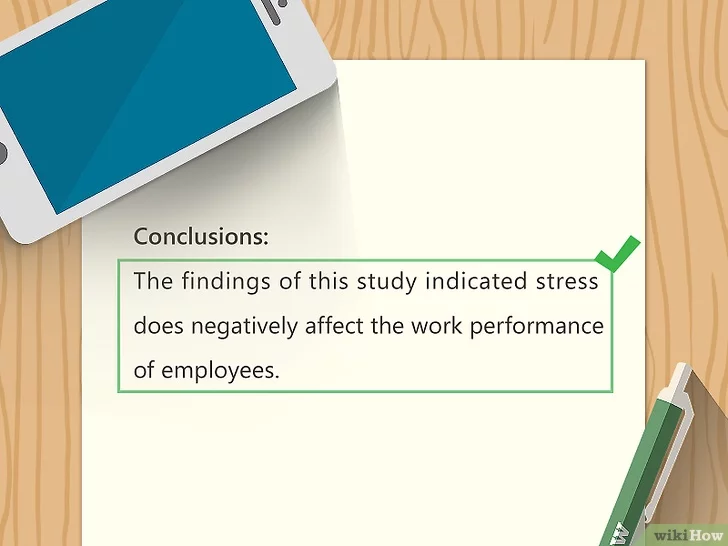 Conclusions:
The findings of this study indicated stress
does negatively affect the work performance
of employees.
wikiHow